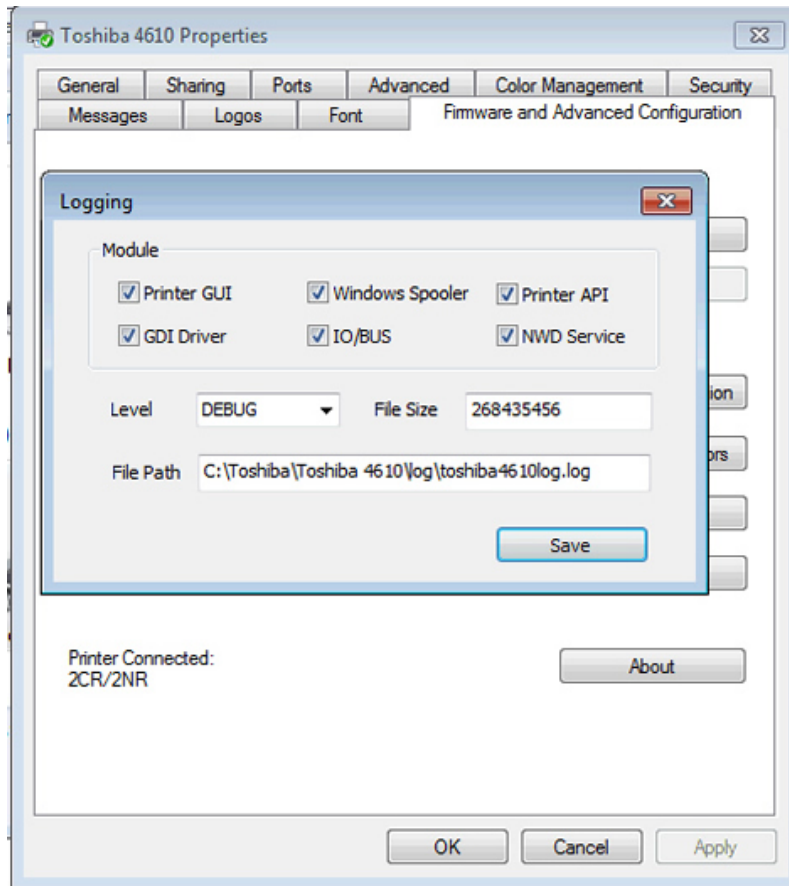 Toshiba 4610 Properties
General Sharing Ports Advanced Color Management Security
Messages Logos Font Firmware and Advanced Configuration
Logging
Module
Printer GUI Windows Spooler Printer API
GDI Driver IO/BUS NWD Service
Level DEBUG File Size 268435456
ion
File Path C:\Toshiba\Toshiba 4610\log\toshiba4610log.log
ors
Save
Printer Connected:
2CR/2NR
About
OK Cancel Apply